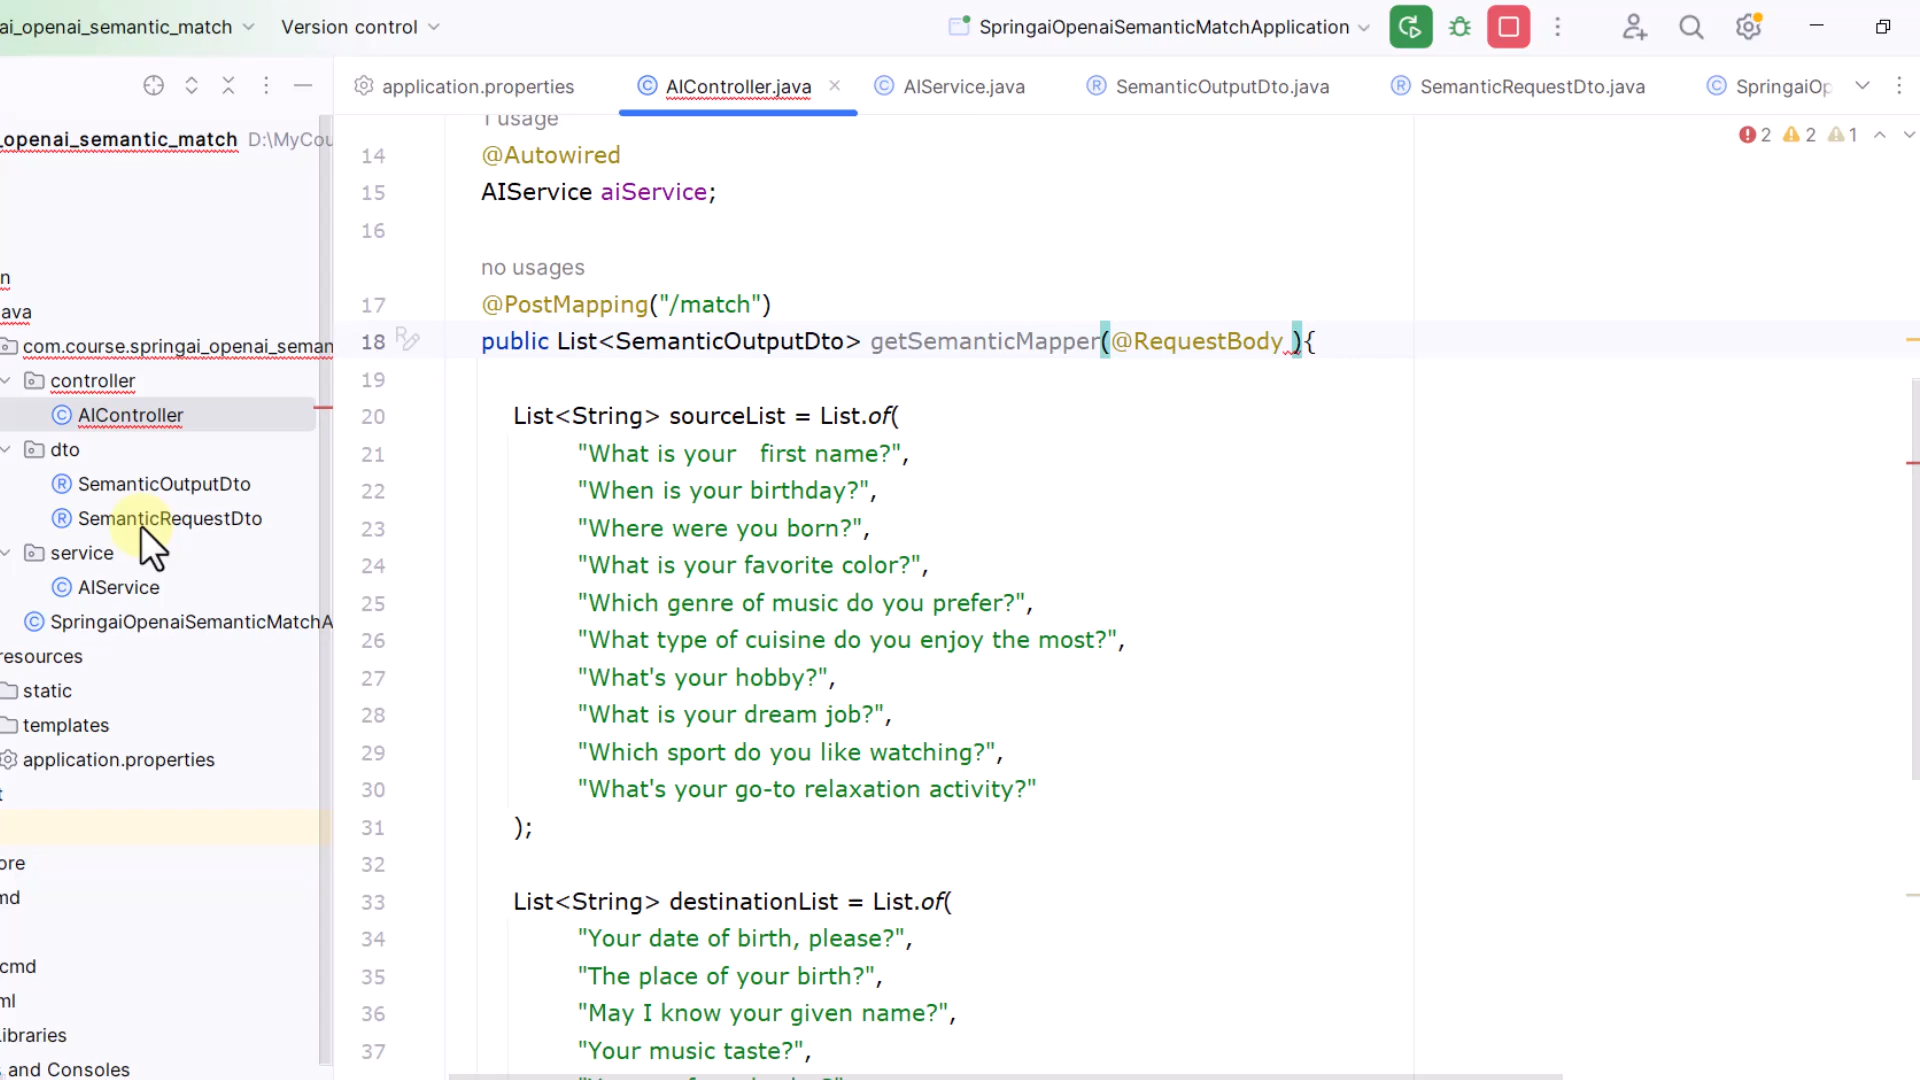 ai_openai_semantic_match
Version control
SpringaiOpenaiSemanticMatchApplication
application.properties
AIController.java
AIService.java
SemanticOutputDto.java
SemanticRequestDto.java
SpringaiOp
_openai_semantic_match D:\MyCou
n
ava
com.course.springai_openai_seman
controller
AIController
dto
SemanticOutputDto
SemanticRequestDto
service
AIService
SpringaiOpenaiSemanticMatchA
resources
static
templates
application.properties
t
ore
md
cmd
ml
ibraries
and Consoles
2 2 1
1 usage
14 @Autowired
15 AIService aiService;
16
no usages
17 @PostMapping("/match")
18 public List<SemanticOutputDto> getSemanticMapper(@RequestBody ){
19
20 List<String> sourceList = List.of(
21 "What is your   first name?",
22 "When is your birthday?",
23 "Where were you born?",
24 "What is your favorite color?",
25 "Which genre of music do you prefer?",
26 "What type of cuisine do you enjoy the most?",
27 "What's your hobby?",
28 "What is your dream job?",
29 "Which sport do you like watching?",
30 "What's your go-to relaxation activity?"
31 );
32
33 List<String> destinationList = List.of(
34 "Your date of birth, please?",
35 "The place of your birth?",
36 "May I know your given name?",
37 "Your music taste?",